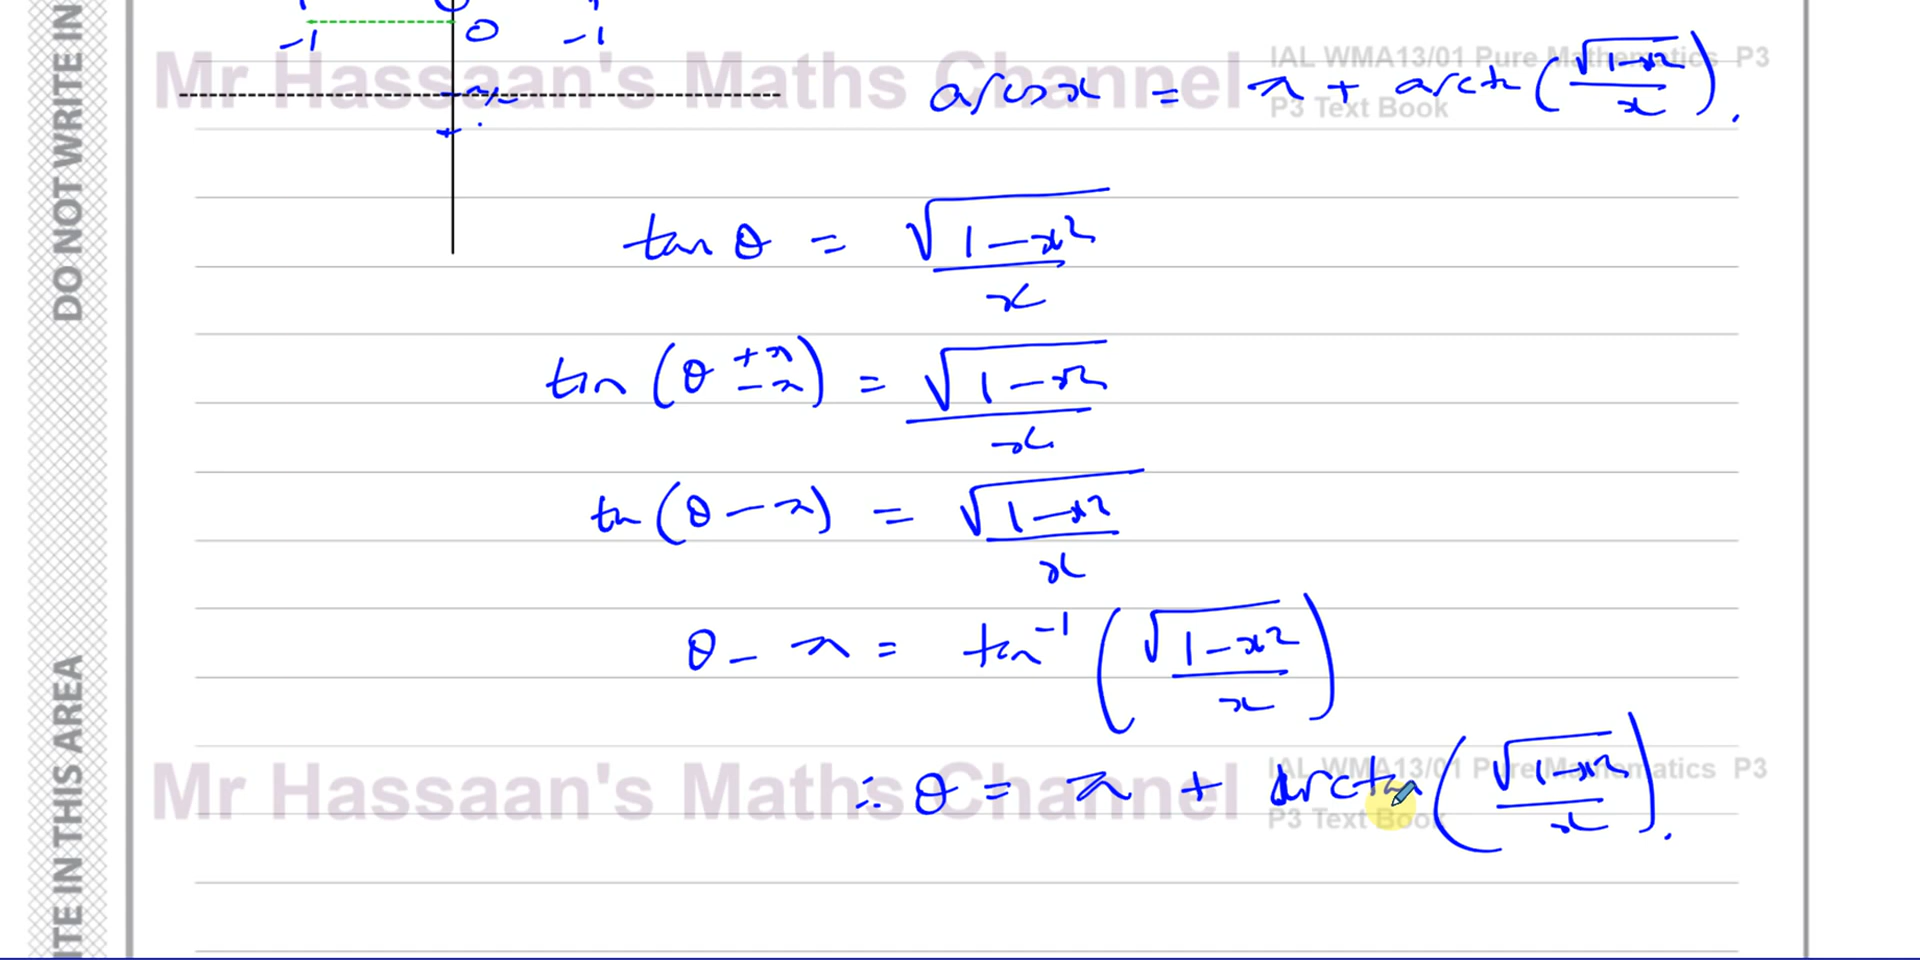 -1 0 -1
Mr Hassaan's Maths Channel
IAL WMA13/01 Pure Mathematics P3
P3 Text Book
arccos x = π + arctan (√(1-x²)/x).
tan θ = √(1-x²)/x
tan (θ +π -π) = √(1-x²)/x
tan (θ - π) = √(1-x²)/x
θ - π = tan⁻¹ (√(1-x²)/x)
Mr Hassaan's Maths Channel
IAL WMA13/01 Pure Mathematics P3
P3 Text Book
∴ θ = π + arctan (√(1-x²)/x).
DO NOT WRITE IN
ITE IN THIS AREA